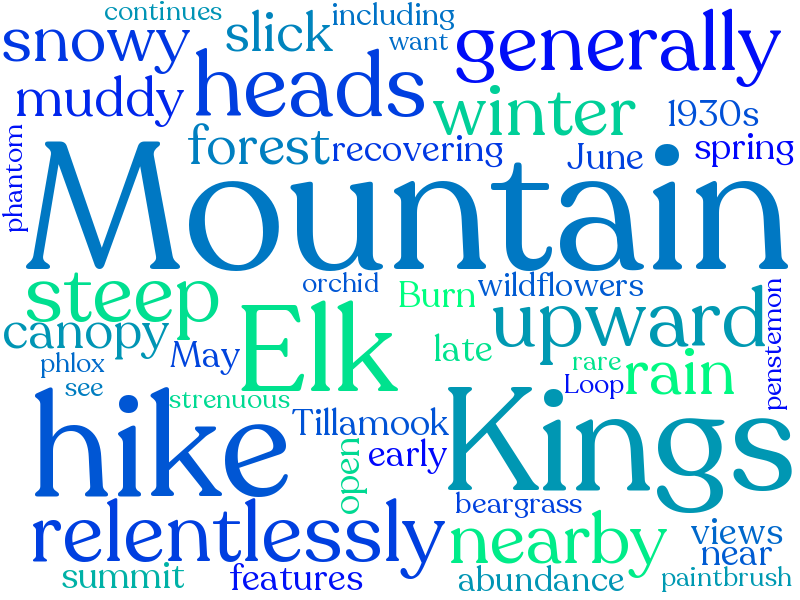 continues
including
snowy
slick
want
generally
muddy
heads
winter
1930s
phantom
forest
recovering
June
spring
Mountain
steep
orchid
Burn
wildflowers
penstemon
canopy
May
Elk
late
upward
phlox
see
rare
Loop
rain
strenuous
hike
Tillamook
open
early
Kings
relentlessly
beargrass
nearby
views
near
summit
features
abundance
paintbrush